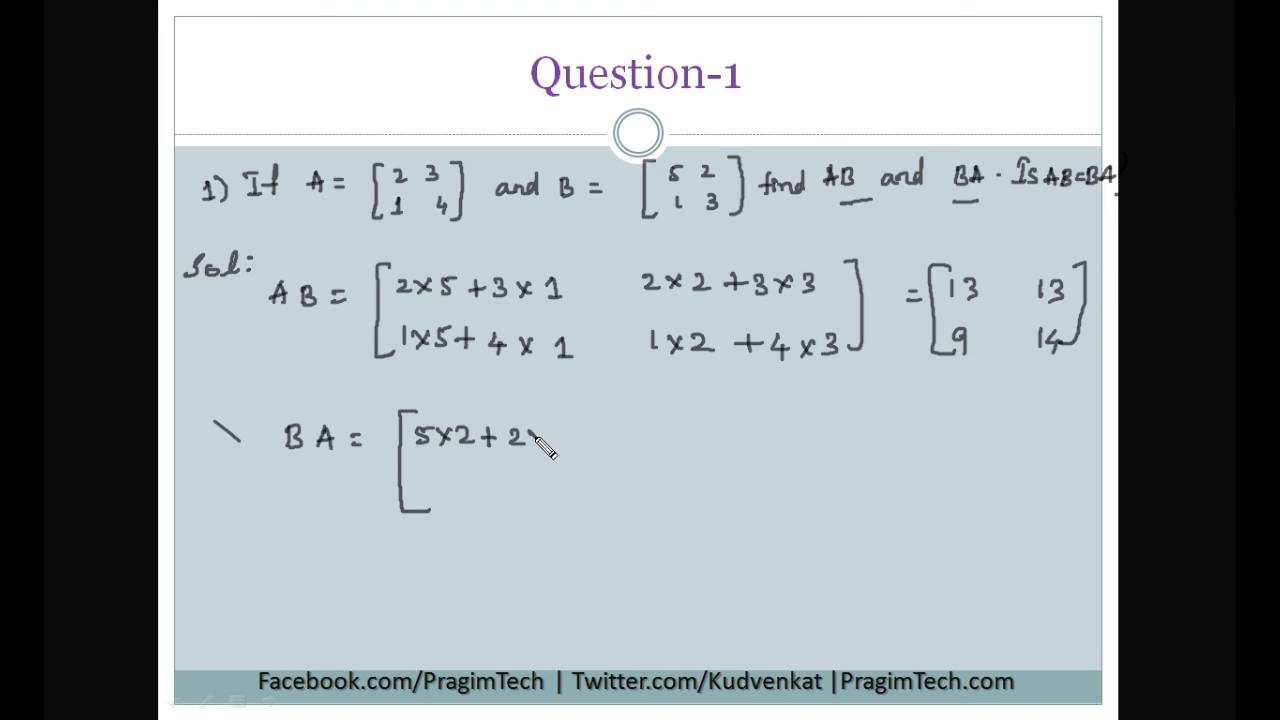 Question-1
1) If A = [2 3 1 4] and B = [5 2 1 3] find AB and BA. Is AB=BA?
Sol:
AB = [2×5+3×1 2×2+3×3 = [13 13
1×5+4×1 1×2+4×3] 9 14]
BA = [5×2+2×
Facebook.com/PragimTech | Twitter.com/Kudvenkat |PragimTech.com